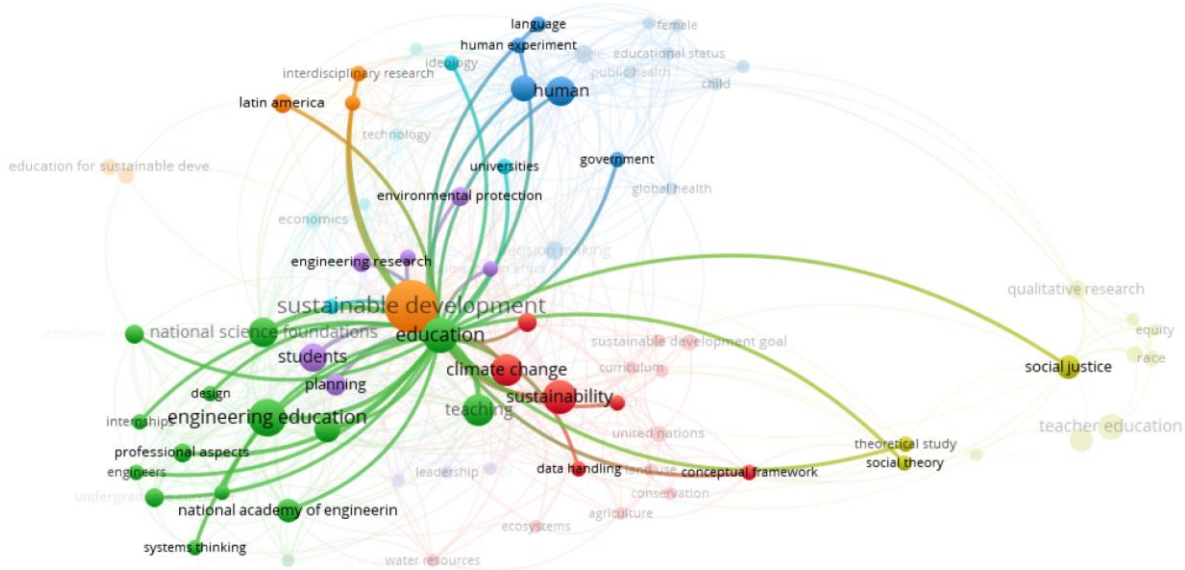 language
female
human experiment
educational status
ideology
public health
interdisciplinary research
child
human
latin america
technology
government
education for sustainable deve
universities
environmental protection
global health
economics
decision making
engineering research
qualitative research
sustainable development
equity
national science foundations
education
sustainable development goal
students
race
climate change
curriculum
social justice
planning
design
sustainability
teaching
internships
engineering education
teacher education
united nations
theoretical study
professional aspects
social theory
engineers
leadership
data handling
land use
conceptual framework
conservation
national academy of engineerin
agriculture
ecosystems
systems thinking
water resources